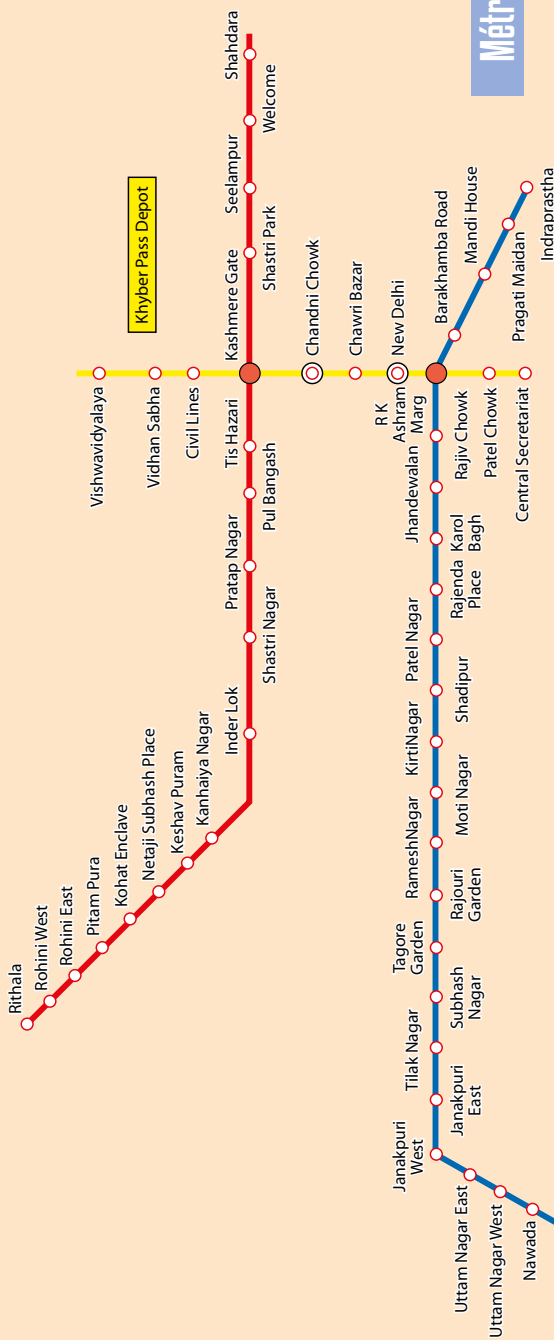 Rithala
Rohini West
Rohini East
Pitam Pura
Kohat Enclave
Netaji Subhash Place
Keshav Puram
Kanhaiya Nagar
Inder Lok
Shastri Nagar
Pratap Nagar
Pul Bangash
Tis Hazari
Kashmere Gate
Shastri Park
Seelampur
Welcome
Shahdara
Khyber Pass Depot
Vishwavidyalaya
Vidhan Sabha
Civil Lines
Chandni Chowk
Chawri Bazar
New Delhi
Rajiv Chowk
Patel Chowk
Central Secretariat
Nawada
Uttam Nagar West
Uttam Nagar East
Janakpuri
West
Janakpuri
East
Tilak Nagar
Subhash
Nagar
Tagore
Garden
Rajouri
Garden
RameshNagar
Moti Nagar
KirtiNagar
Shadipur
Patel Nagar
Rajenda
Place
Karol
Bagh
Jhandewalan
R K
Ashram
Marg
Barakhamba Road
Mandi House
Pragati Maidan
Indraprastha
Métr